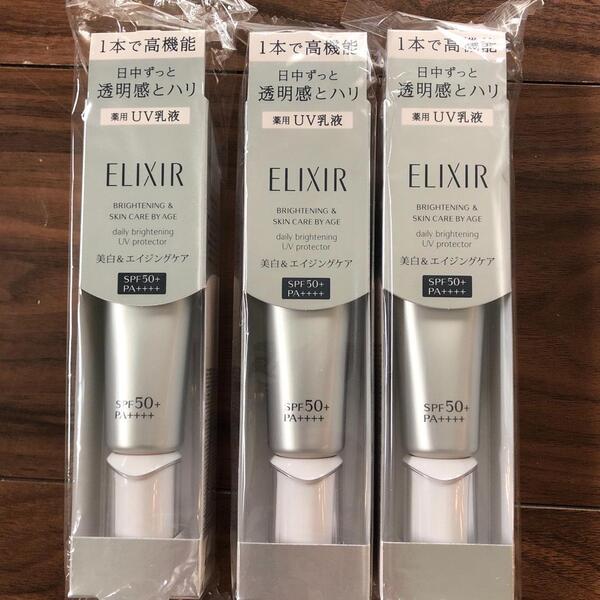 1本で高機能
日中ずっと
透明感とハリ
薬用 UV乳液
ELIXIR
BRIGHTENING &
SKIN CARE BY AGE
daily brightening
UV protector
美白&エイジングケア
SPF50+
PA++++
SPF50+
PA++++
1本で高機能
日中ずっと
透明感とハリ
薬用 UV乳液
ELIXIR
BRIGHTENING &
SKIN CARE BY AGE
daily brightening
UV protector
美白&エイジングケア
SPF50+
PA++++
SPF50+
PA++++
1本で高機能
日中ずっと
透明感とハリ
薬用 UV乳液
ELIXIR
BRIGHTENING &
SKIN CARE BY AGE
daily brightening
UV protector
美白&エイジングケア
SPF50+
PA++++
SPF50+
PA++++